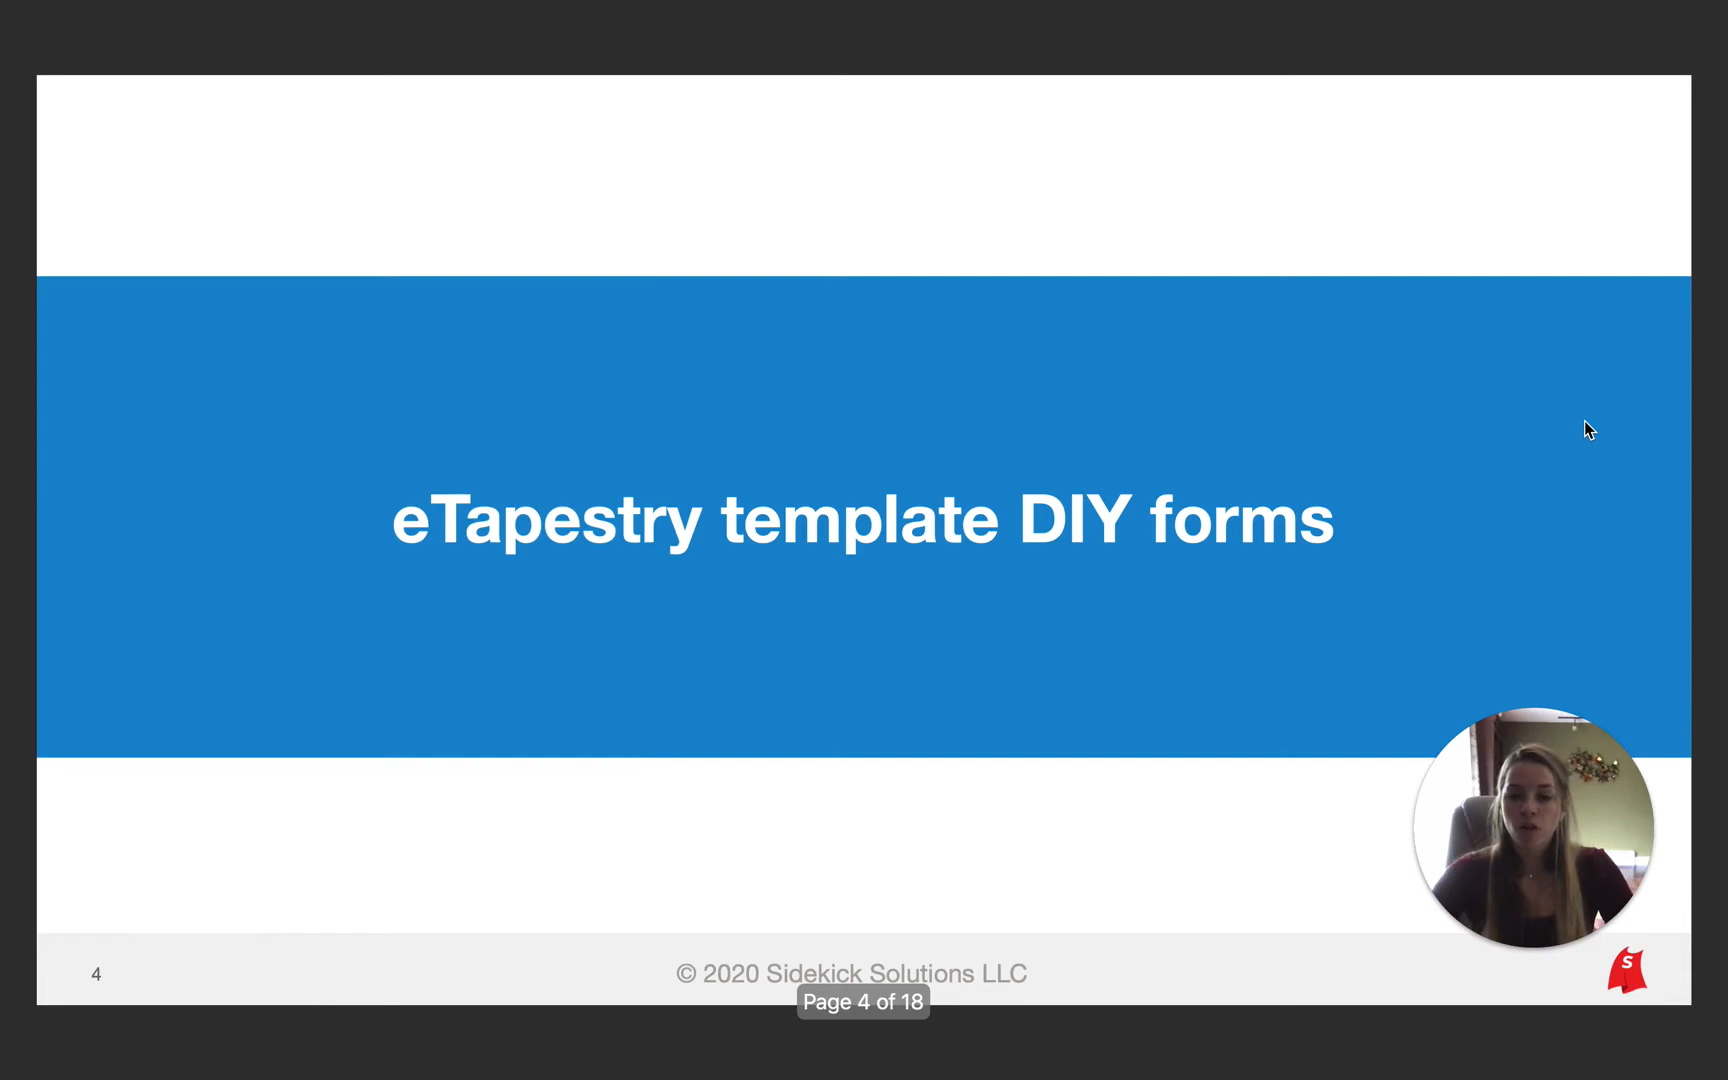 eTapestry template DIY forms
4
© 2020 Sidekick Solutions LLC
S
Page 4 of 18